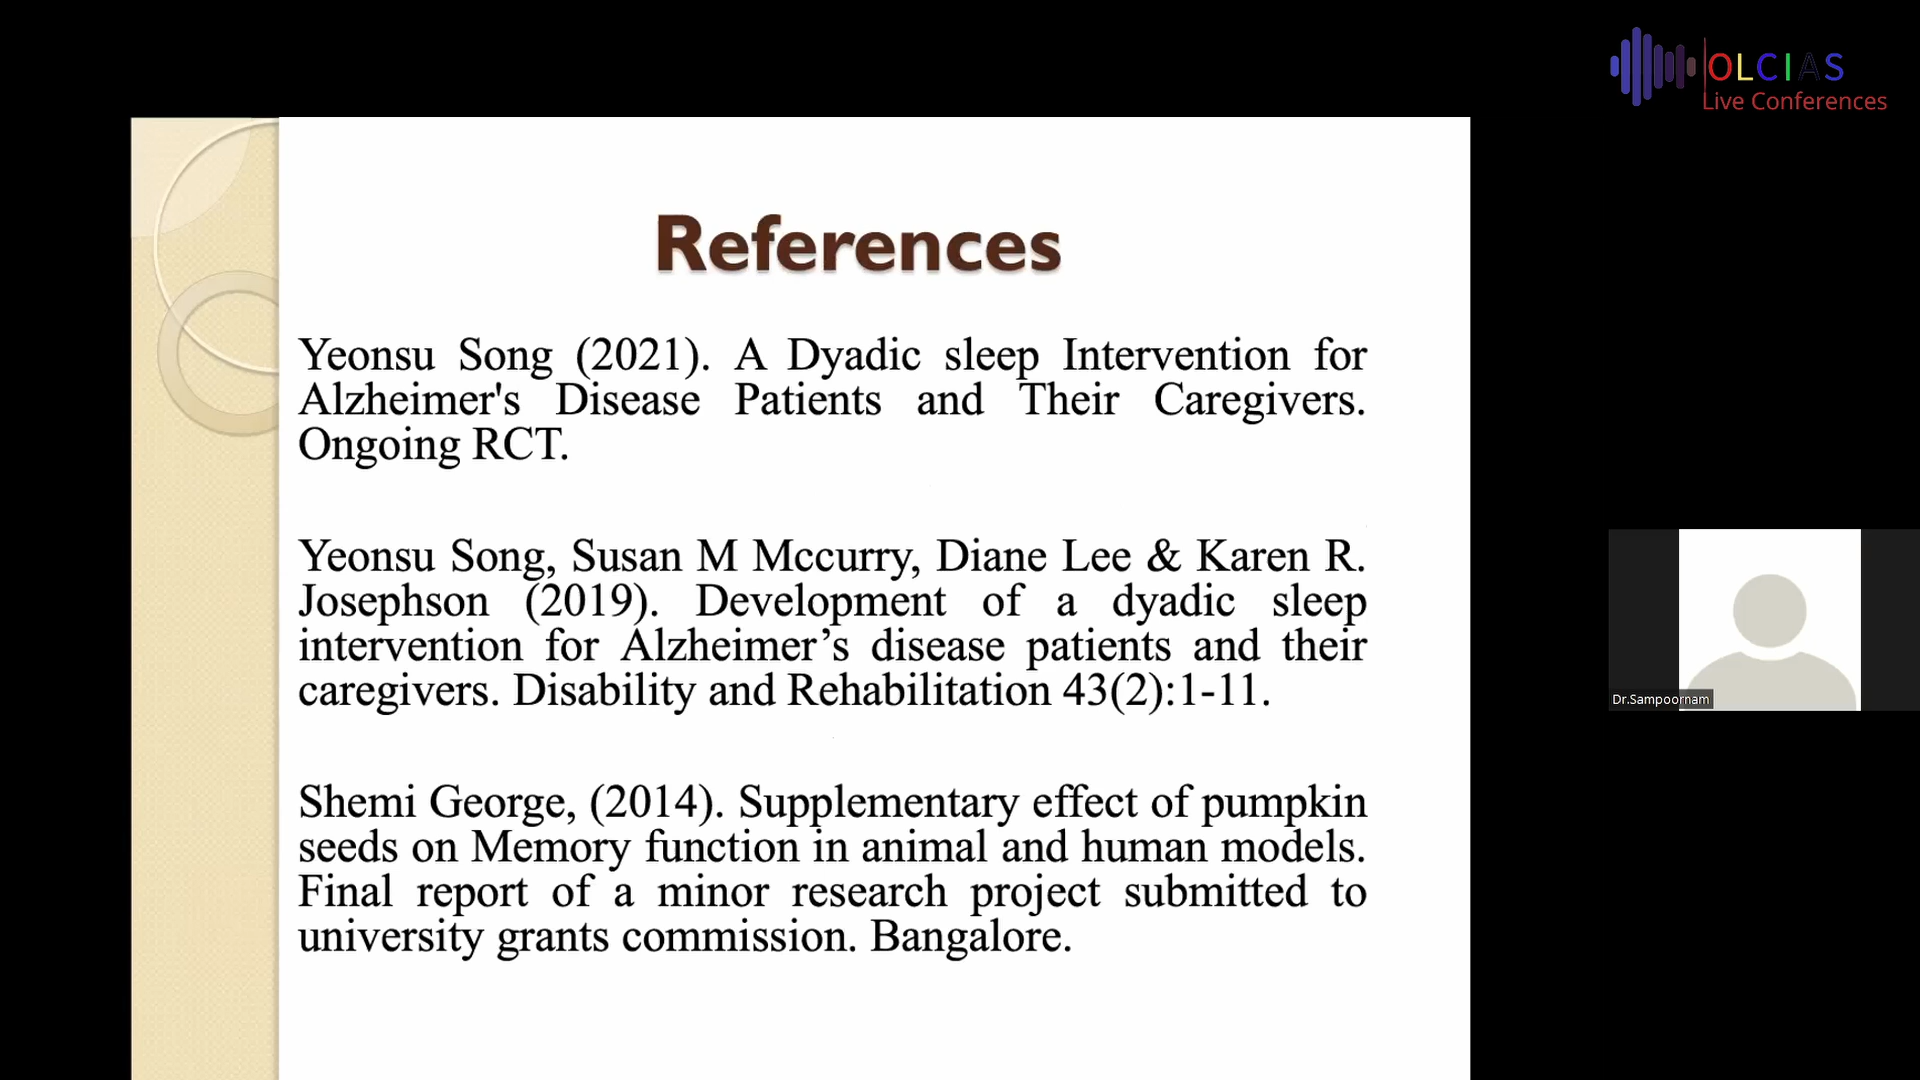 OLCIAS
Live Conferences
References
Yeonsu Song (2021). A Dyadic sleep Intervention for
Alzheimer's Disease Patients and Their Caregivers.
Ongoing RCT.
Yeonsu Song, Susan M Mccurry, Diane Lee & Karen R.
Josephson (2019). Development of a dyadic sleep
intervention for Alzheimer’s disease patients and their
caregivers. Disability and Rehabilitation 43(2):1-11.
Shemi George, (2014). Supplementary effect of pumpkin
seeds on Memory function in animal and human models.
Final report of a minor research project submitted to
university grants commission. Bangalore.
Dr.Sampoornam